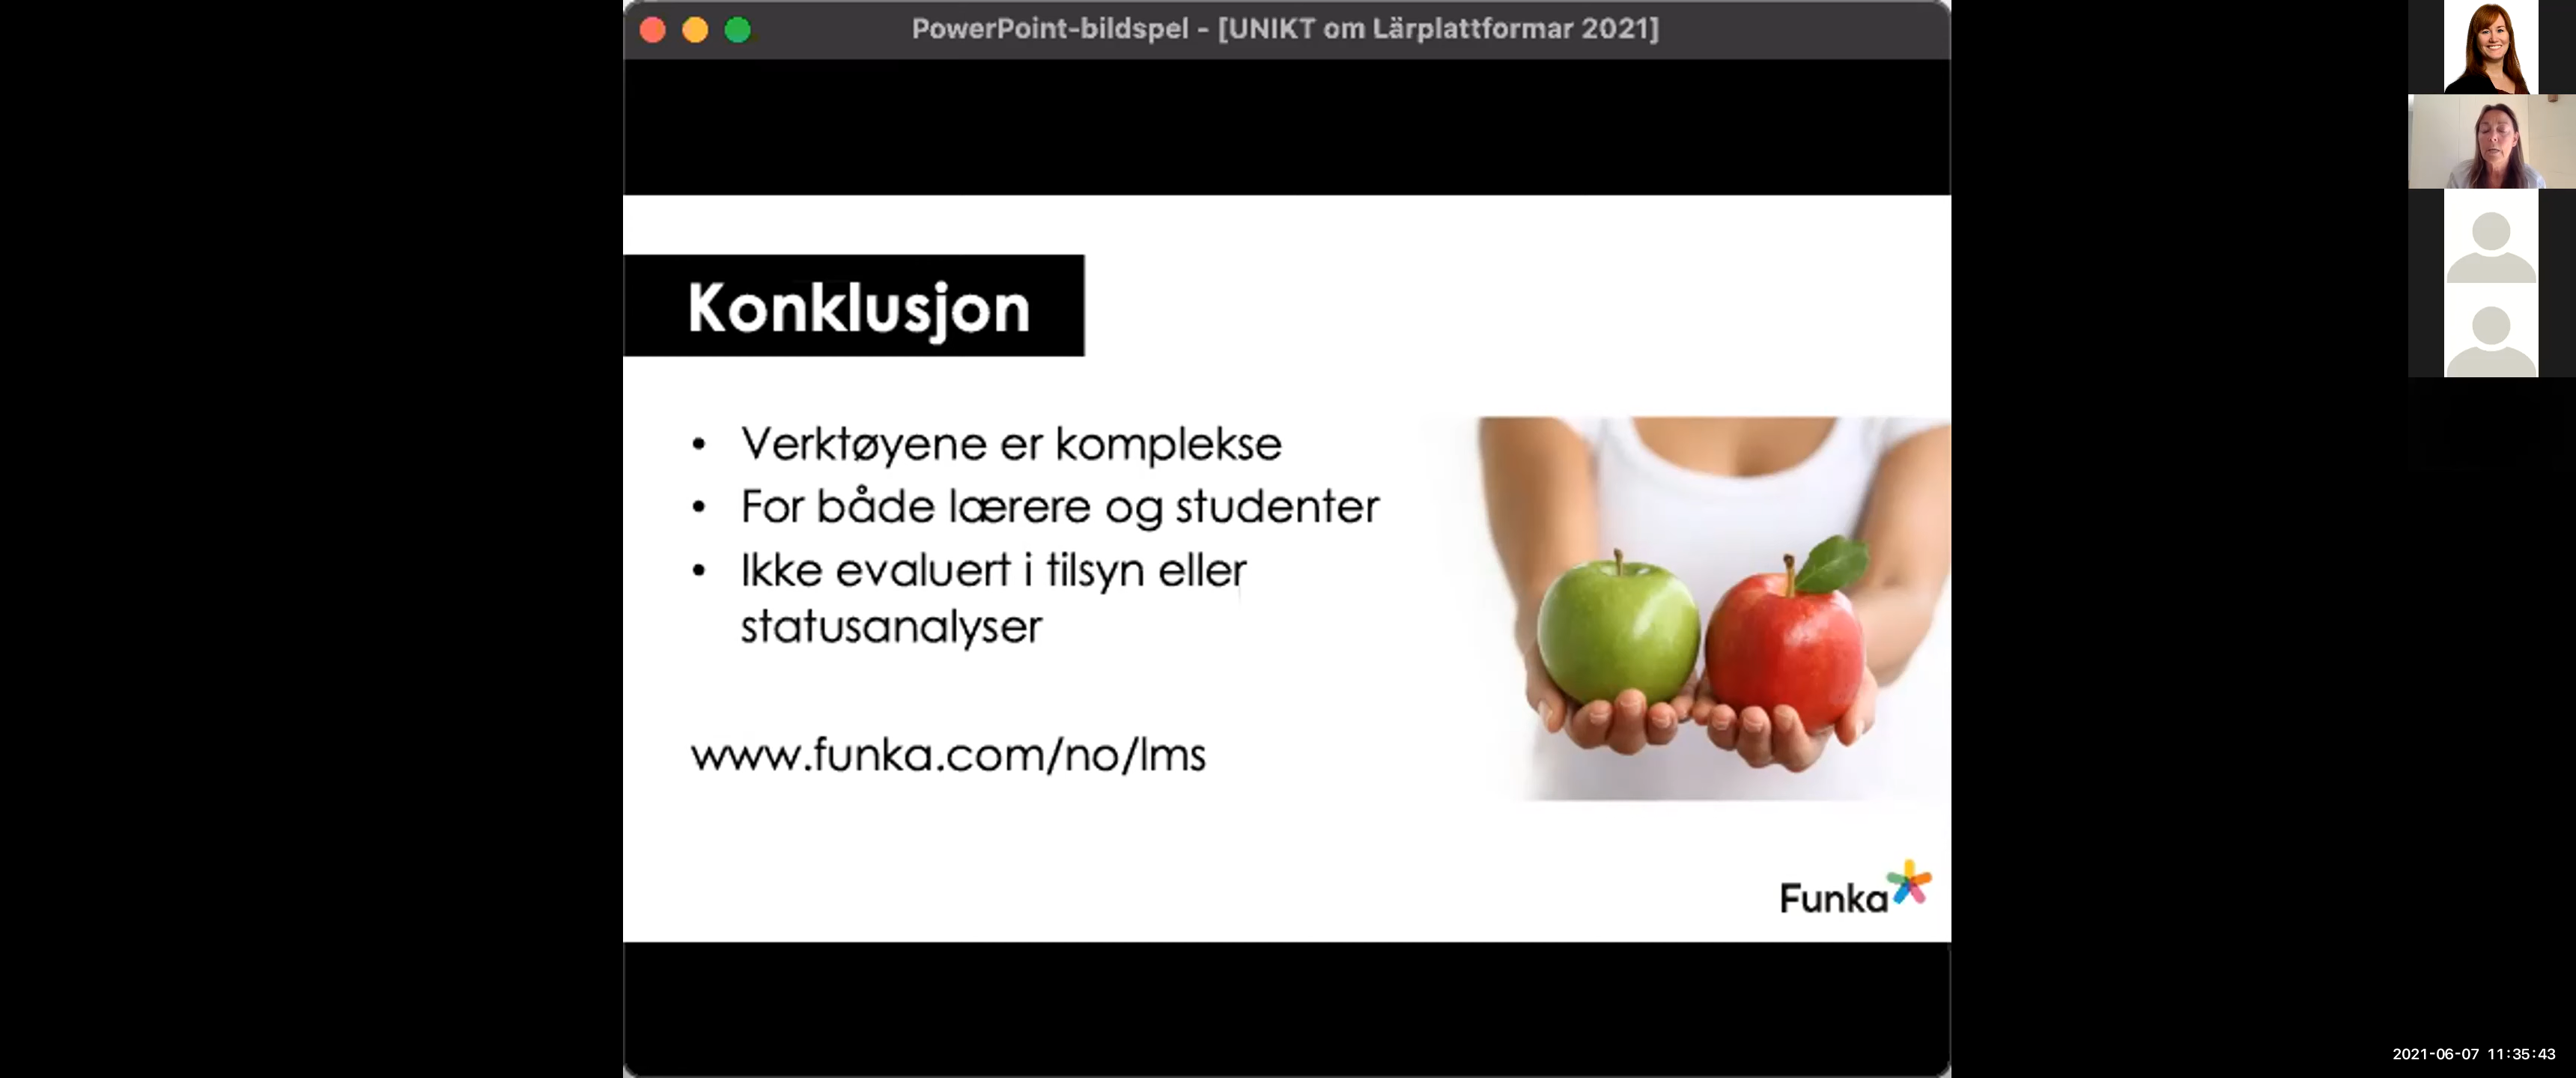 PowerPoint-bildspel - [UNIKT om Lärplattformar 2021]
Konklusjon
• Verktøyene er komplekse
• For både lærere og studenter
• Ikke evaluert i tilsyn eller
statusanalyser
www.funka.com/no/lms
Funka
2021-06-07 11:35:43